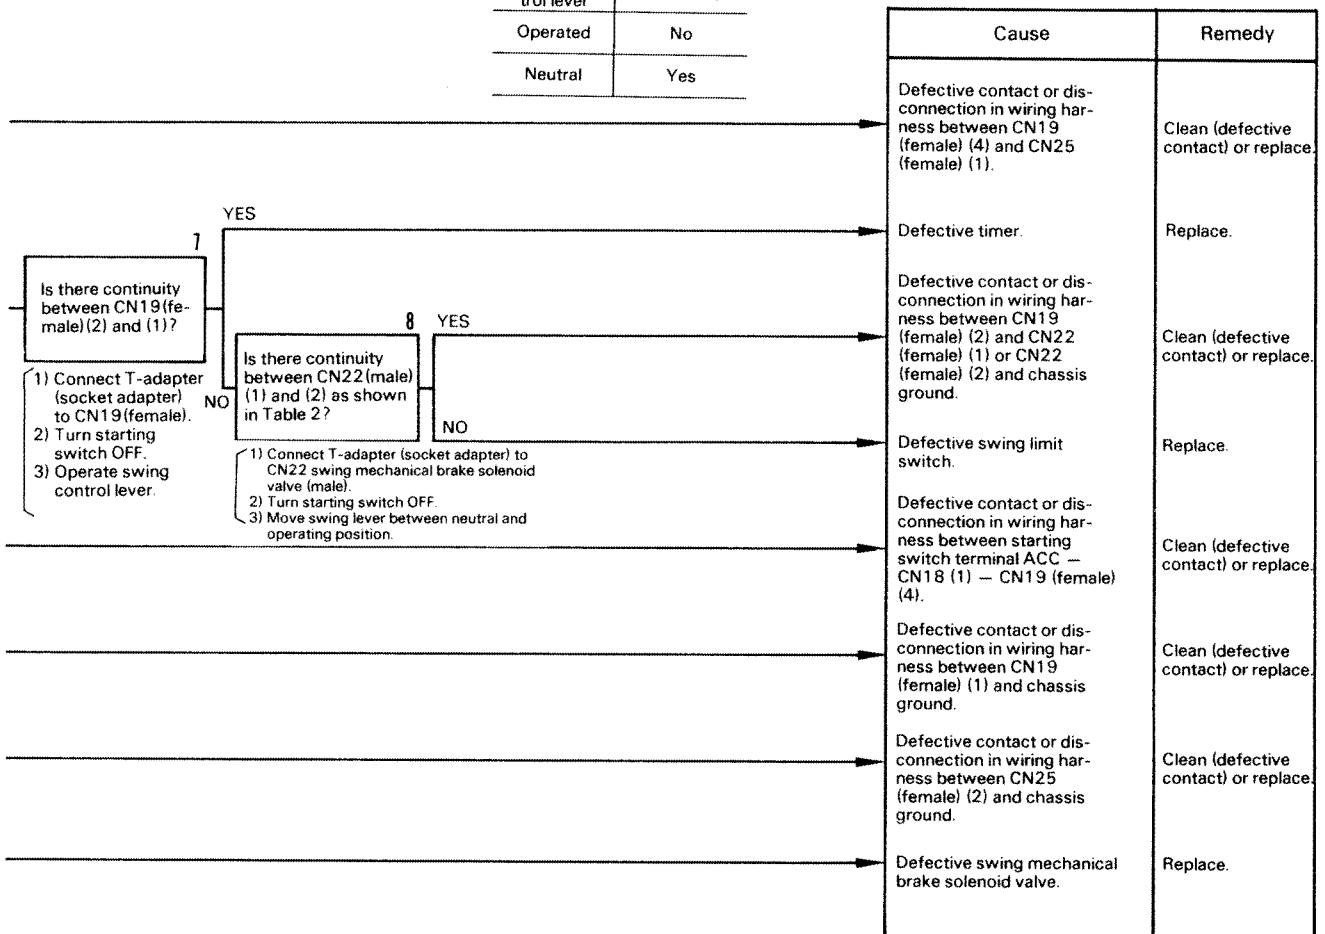 trol lever
Operated No
Neutral Yes
Cause Remedy
Defective contact or dis-
connection in wiring har-
ness between CN19
(female) (4) and CN25
(female) (1).
Clean (defective
contact) or replace.
YES
Defective timer.
Replace.
7
Is there continuity
between CN19(fe-
male)(2) and (1)?
1) Connect T-adapter
(socket adapter)
to CN19(female).
2) Turn starting
switch OFF.
3) Operate swing
control lever.
NO
8
YES
Is there continuity
between CN22(male)
(1) and (2) as shown
in Table 2?
NO
1) Connect T-adapter (socket adapter) to
CN22 swing mechanical brake solenoid
valve (male).
2) Turn starting switch OFF.
3) Move swing lever between neutral and
operating position.
Defective contact or dis-
connection in wiring har-
ness between CN19
(female) (2) and CN22
(female) (1) or CN22
(female) (2) and chassis
ground.
Clean (defective
contact) or replace.
Defective swing limit
switch.
Replace.
Defective contact or dis-
connection in wiring har-
ness between starting
switch terminal ACC —
CN18 (1) — CN19 (female)
(4).
Clean (defective
contact) or replace.
Defective contact or dis-
connection in wiring har-
ness between CN19
(female) (1) and chassis
ground.
Clean (defective
contact) or replace.
Defective contact or dis-
connection in wiring har-
ness between CN25
(female) (2) and chassis
ground.
Clean (defective
contact) or replace.
Defective swing mechanical
brake solenoid valve.
Replace.